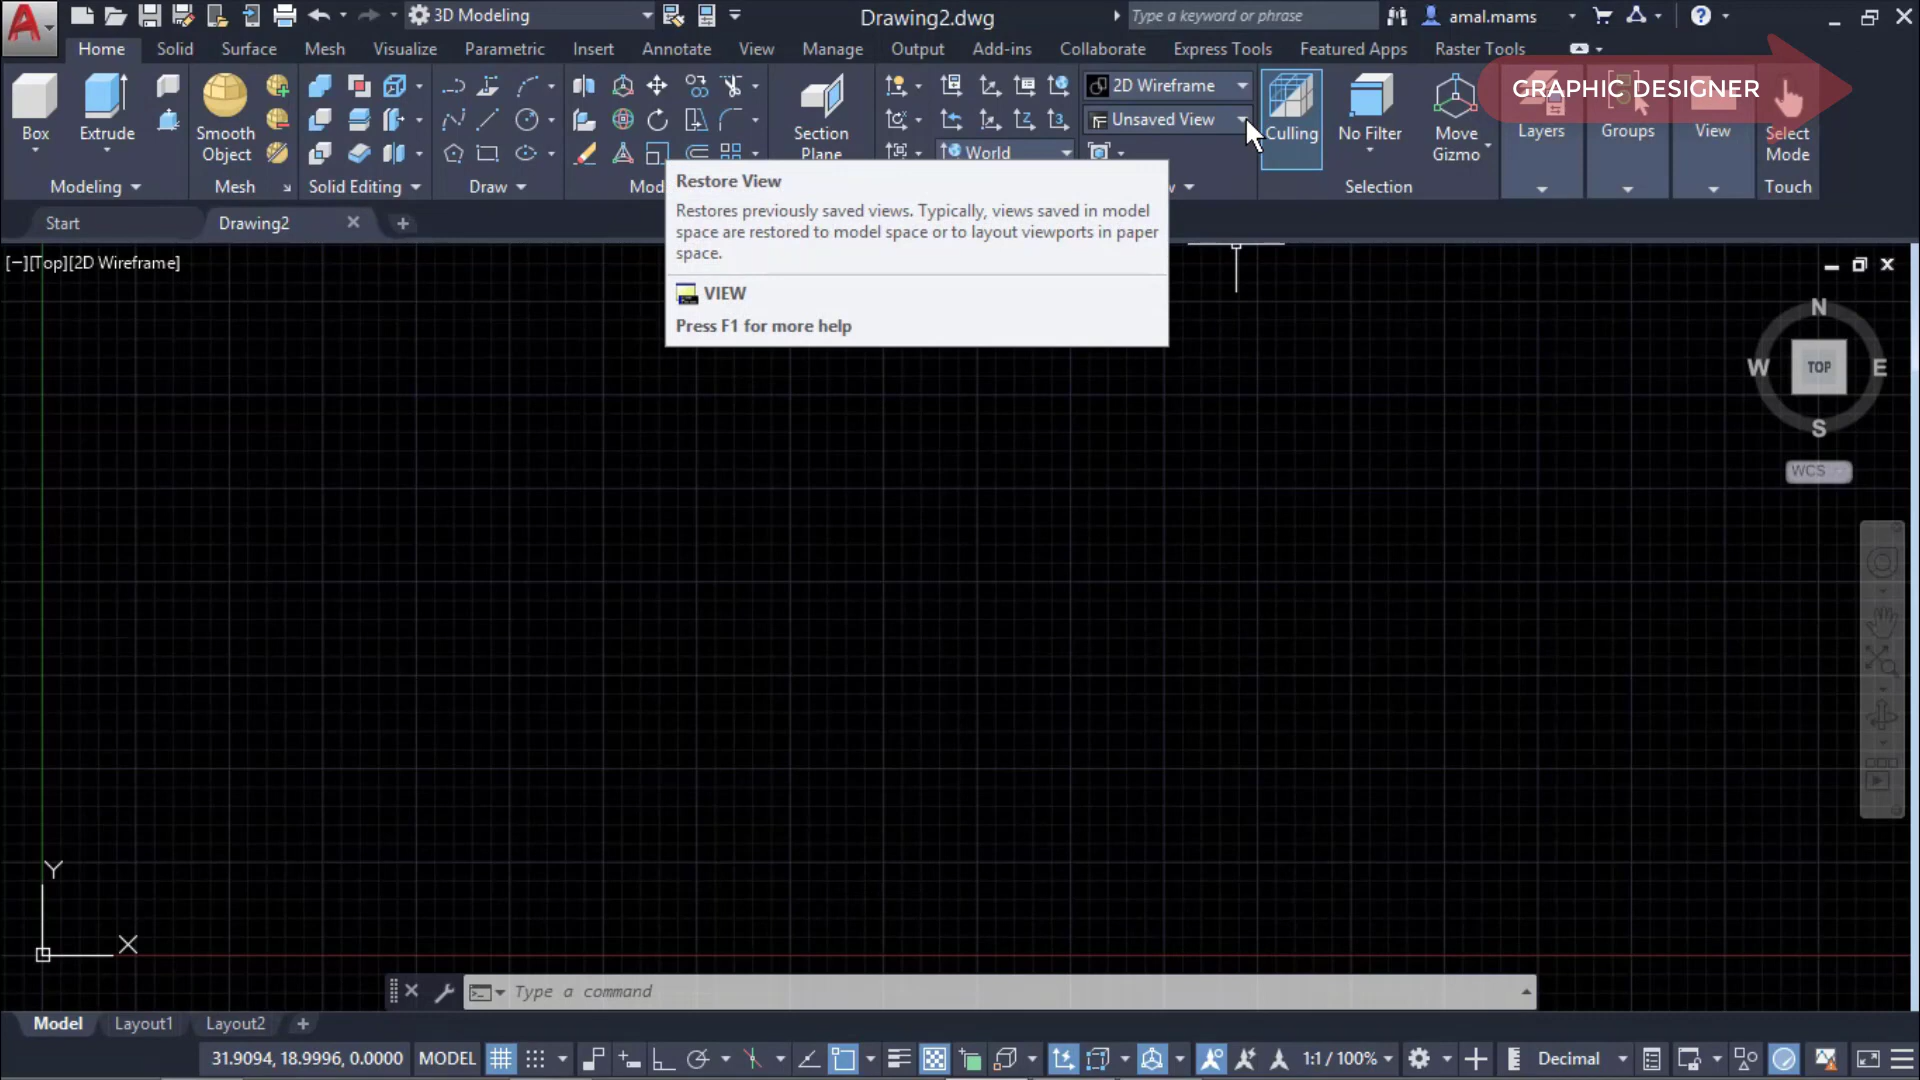 3D Modeling
Drawing2.dwg
Type a keyword or phrase
amal.mams
Home
Solid
Surface
Mesh
Visualize
Parametric
Insert
Annotate
View
Manage
Output
Add-ins
Collaborate
Express Tools
Featured Apps
Raster Tools
GRAPHIC DESIGNER
Box
Extrude
Smooth
Object
Section
Plane
2D Wireframe
Unsaved View
World
Culling
No Filter
Move
Gizmo
Layers
Groups
View
Select
Mode
Modeling
Mesh
Solid Editing
Draw
Selection
Touch
Restore View
Restores previously saved views. Typically, views saved in model
space are restored to model space or to layout viewports in paper
space.
VIEW
Press F1 for more help
Start
Drawing2
[−][Top][2D Wireframe]
N
W
TOP
E
S
WCS
Y
X
Type a command
Model
Layout1
Layout2
31.9094, 18.9996, 0.0000
MODEL
1:1 / 100%
Decimal